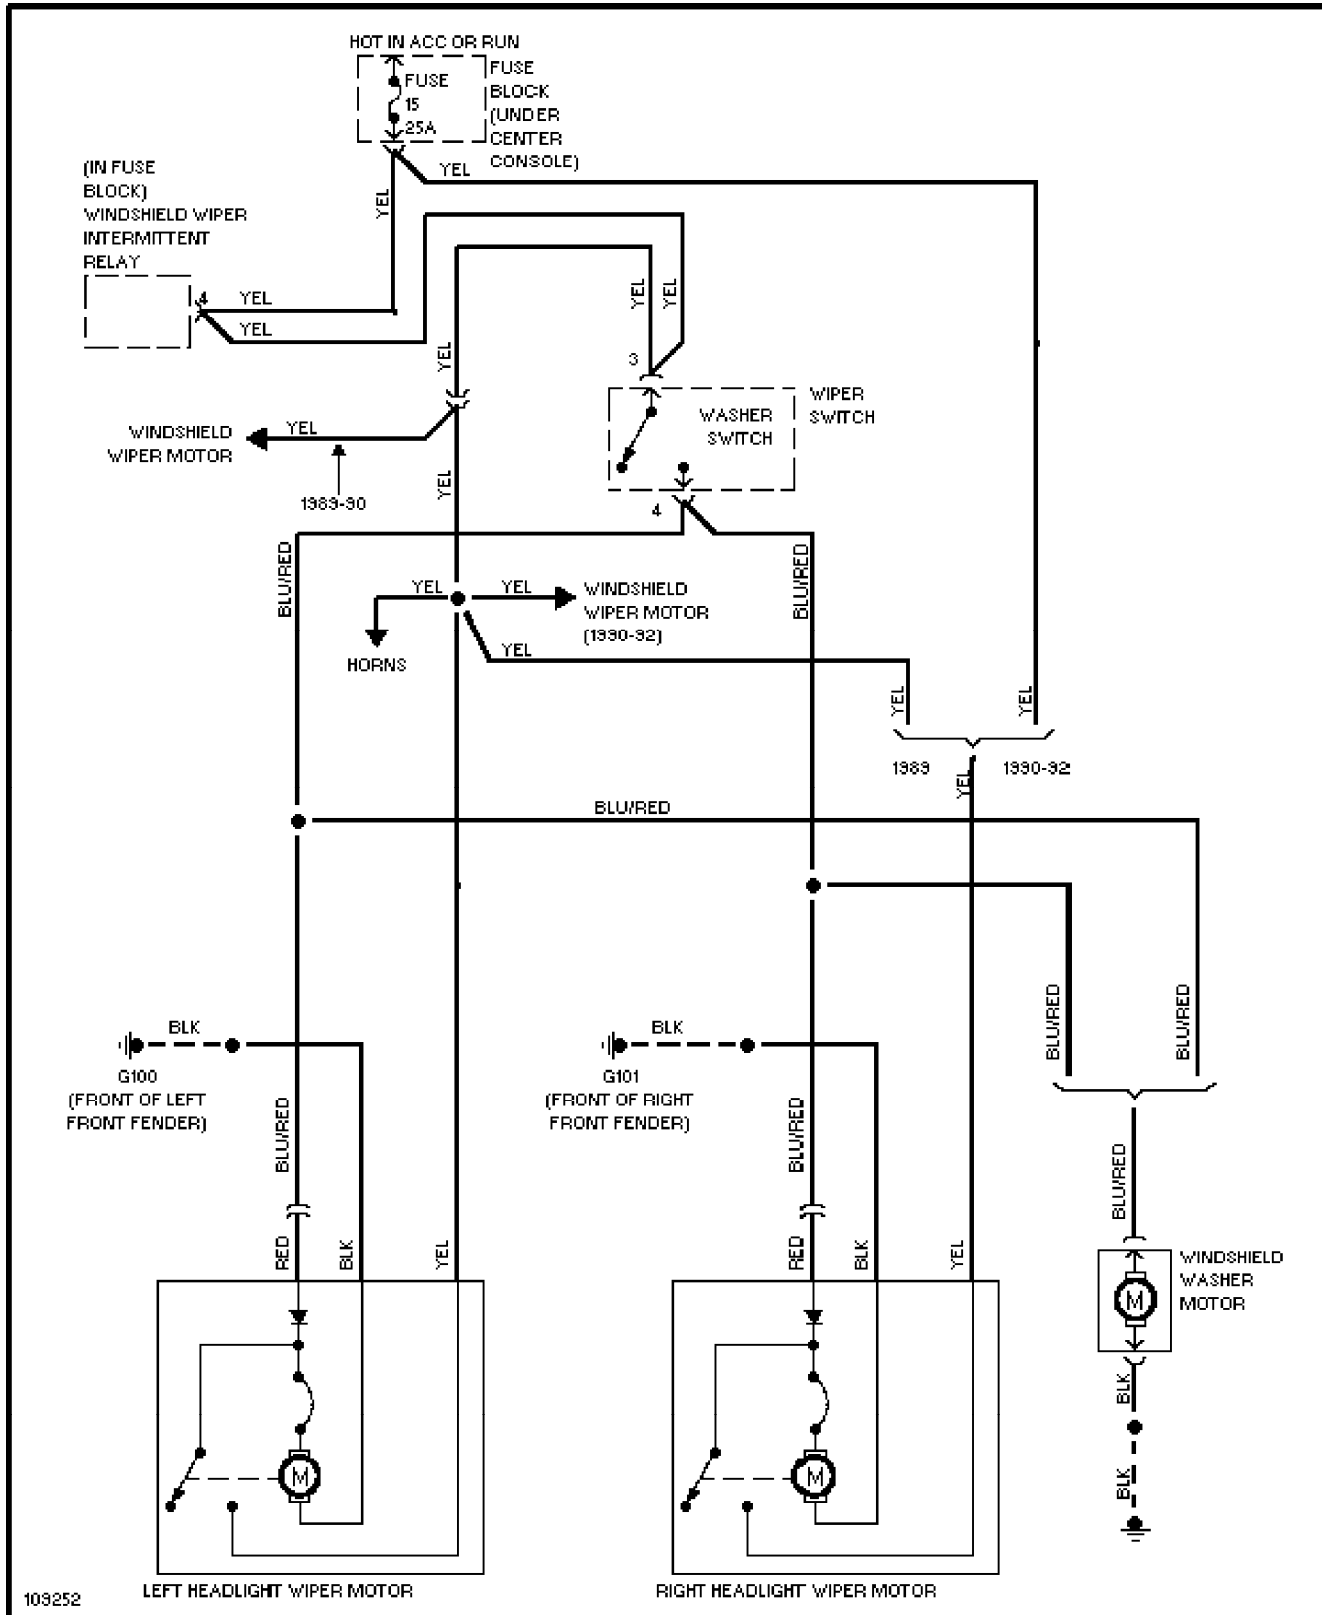 HOT IN ACC OR RUN
FUSE
15
25A
FUSE
BLOCK
(UNDER
CENTER
CONSOLE)
YEL
YEL
(IN FUSE
BLOCK)
WINDSHIELD WIPER
INTERMITTENT
RELAY
4
YEL
YEL
YEL
YEL
YEL
3
WASHER
SWITCH
WIPER
SWITCH
WINDSHIELD
WIPER MOTOR
YEL
1989-90
YEL
4
BLU/RED
BLU/RED
YEL
YEL
WINDSHIELD
WIPER MOTOR
(1990-92)
HORNS
YEL
YEL
YEL
1989
1990-92
YEL
BLU/RED
BLU/RED
BLU/RED
BLK
G100
(FRONT OF LEFT
FRONT FENDER)
BLK
G101
(FRONT OF RIGHT
FRONT FENDER)
BLU/RED
BLU/RED
BLU/RED
RED
BLK
YEL
RED
BLK
YEL
WINDSHIELD
WASHER
MOTOR
M
BLK
BLK
M
M
LEFT HEADLIGHT WIPER MOTOR
RIGHT HEADLIGHT WIPER MOTOR
109252